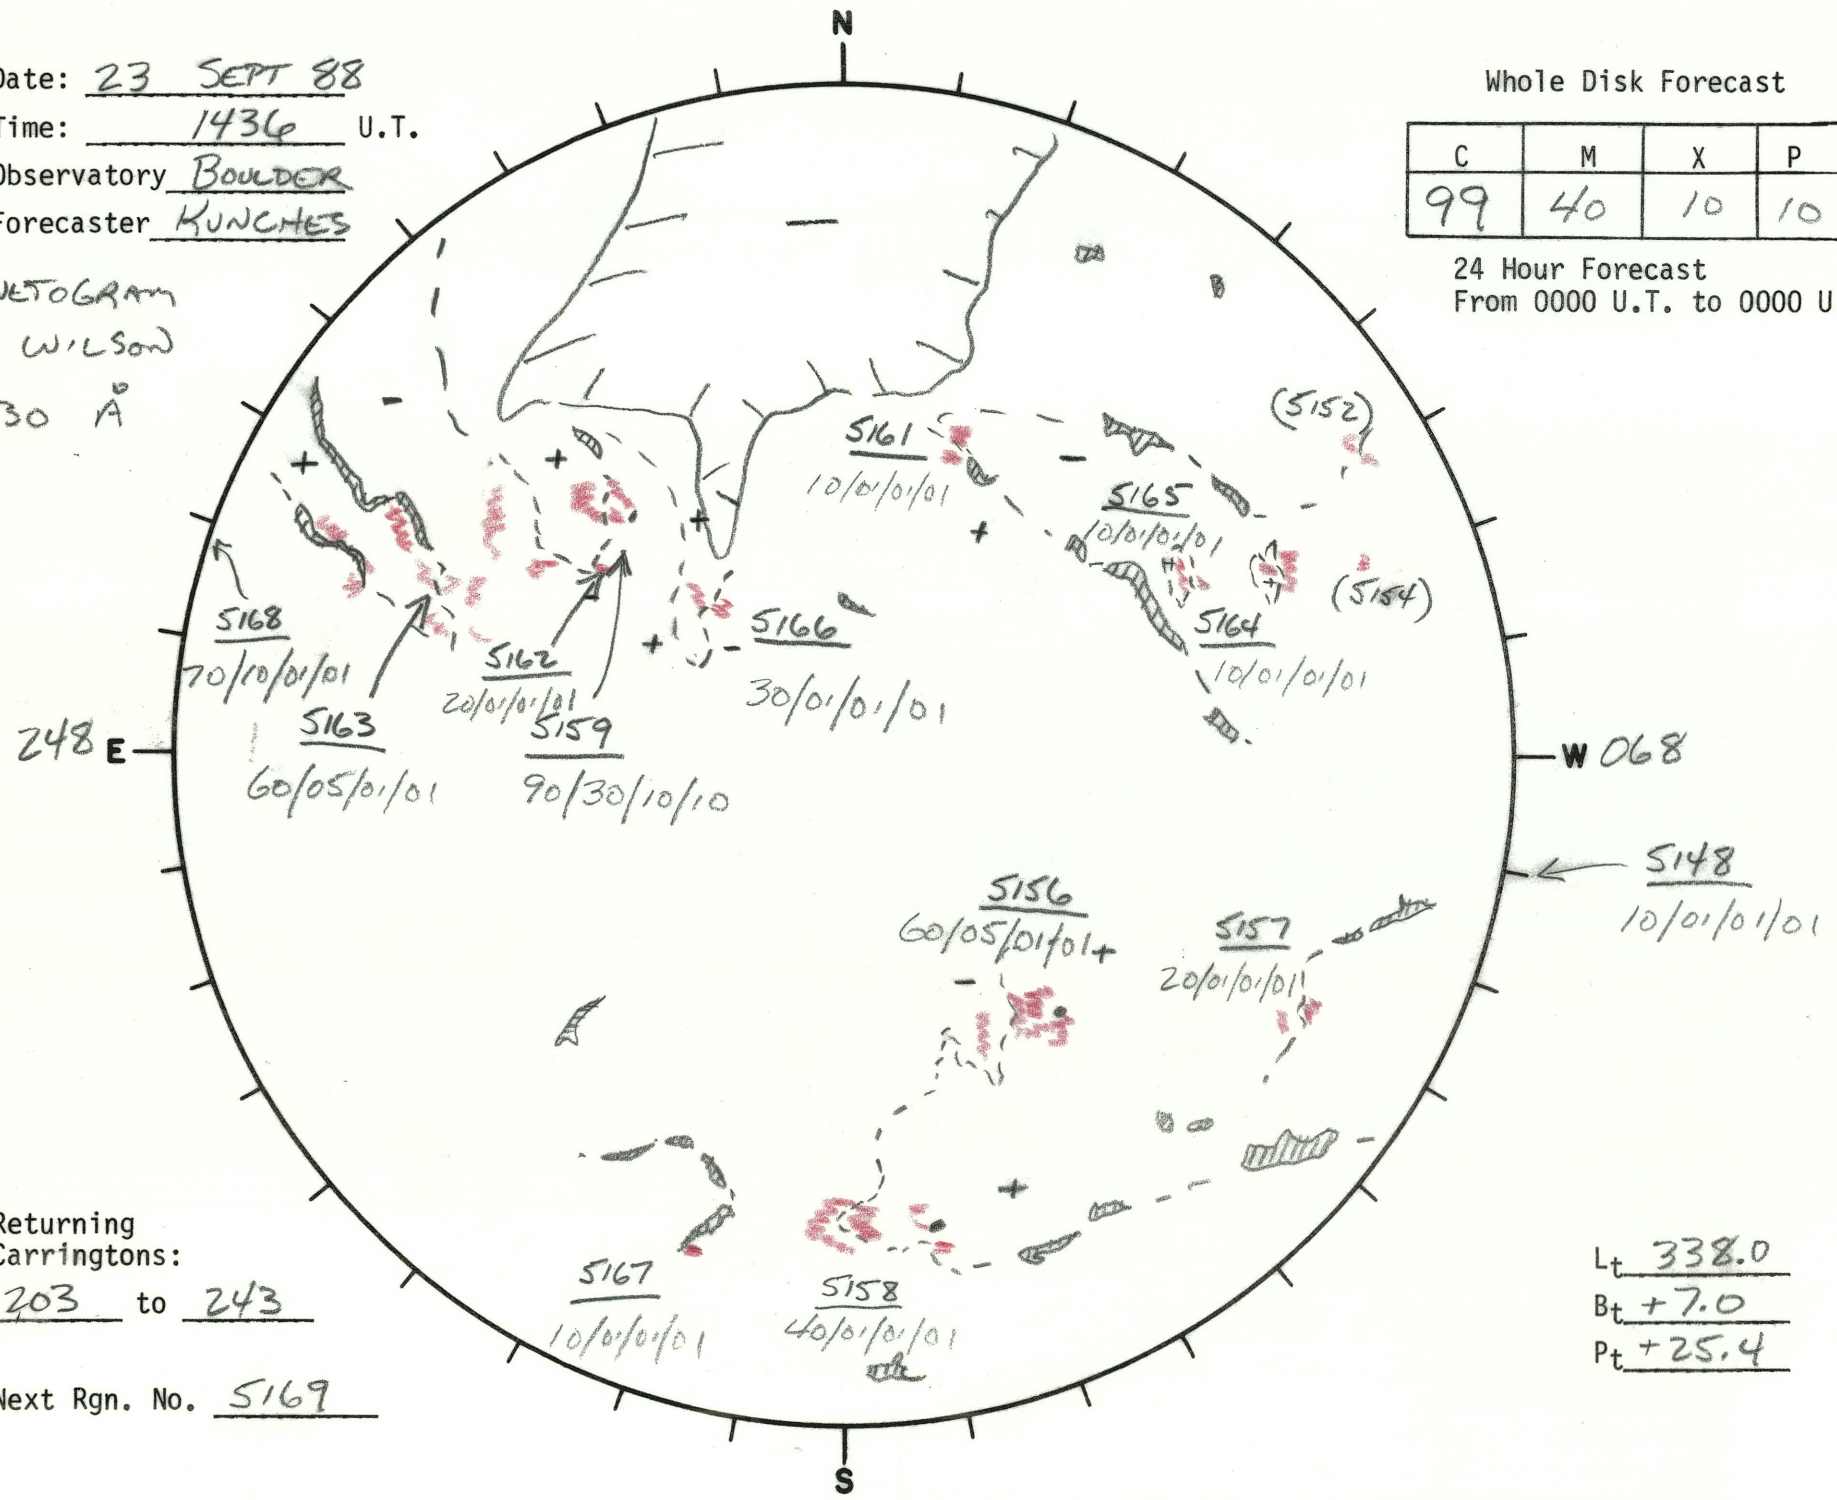 N
Date: 23 SEPT 88
Time: 1436 U.T.
Observatory BOULDER
Forecaster KUNCHES
NETOGRAM
WILSON
30 Å
Whole Disk Forecast
C M X P
99 40 10 10
24 Hour Forecast
From 0000 U.T. to 0000 U
(5152)
5161
10/01/01/01
5165
10/01/01/01
(5154)
5168
70/10/01/01
5166
30/01/01/01
5164
10/01/01/01
5162
20/01/01/01
5163
60/05/01/01
5159
90/30/10/10
248 E
W 068
5148
10/01/01/01
5156
60/05/01/01
5157
20/01/01/01
5167
10/01/01/01
5158
40/01/01/01
Returning
Carringtons:
203 to 243
Next Rgn. No. 5169
Lt 338.0
Bt +7.0
Pt +25.4
S